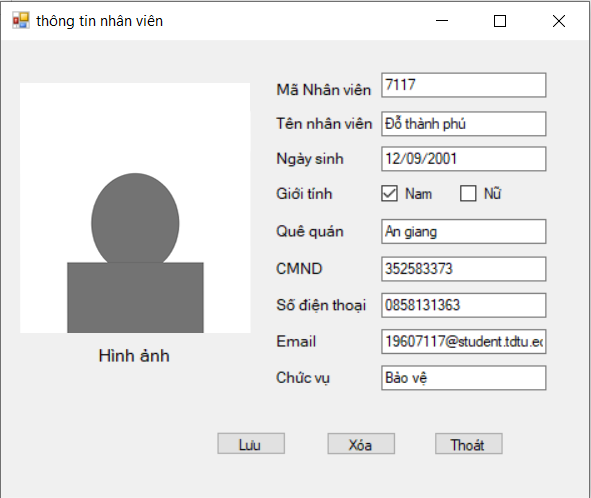 thông tin nhân viên
Mã Nhân viên 7117
Tên nhân viên Đỗ thành phú
Ngày sinh 12/09/2001
Giới tính Nam Nữ
Quê quán An giang
CMND 352583373
Số điện thoại 0858131363
Email 19607117@student.tdtu.ec
Chức vụ Bảo vệ
Hình ảnh
Lưu Xóa Thoát